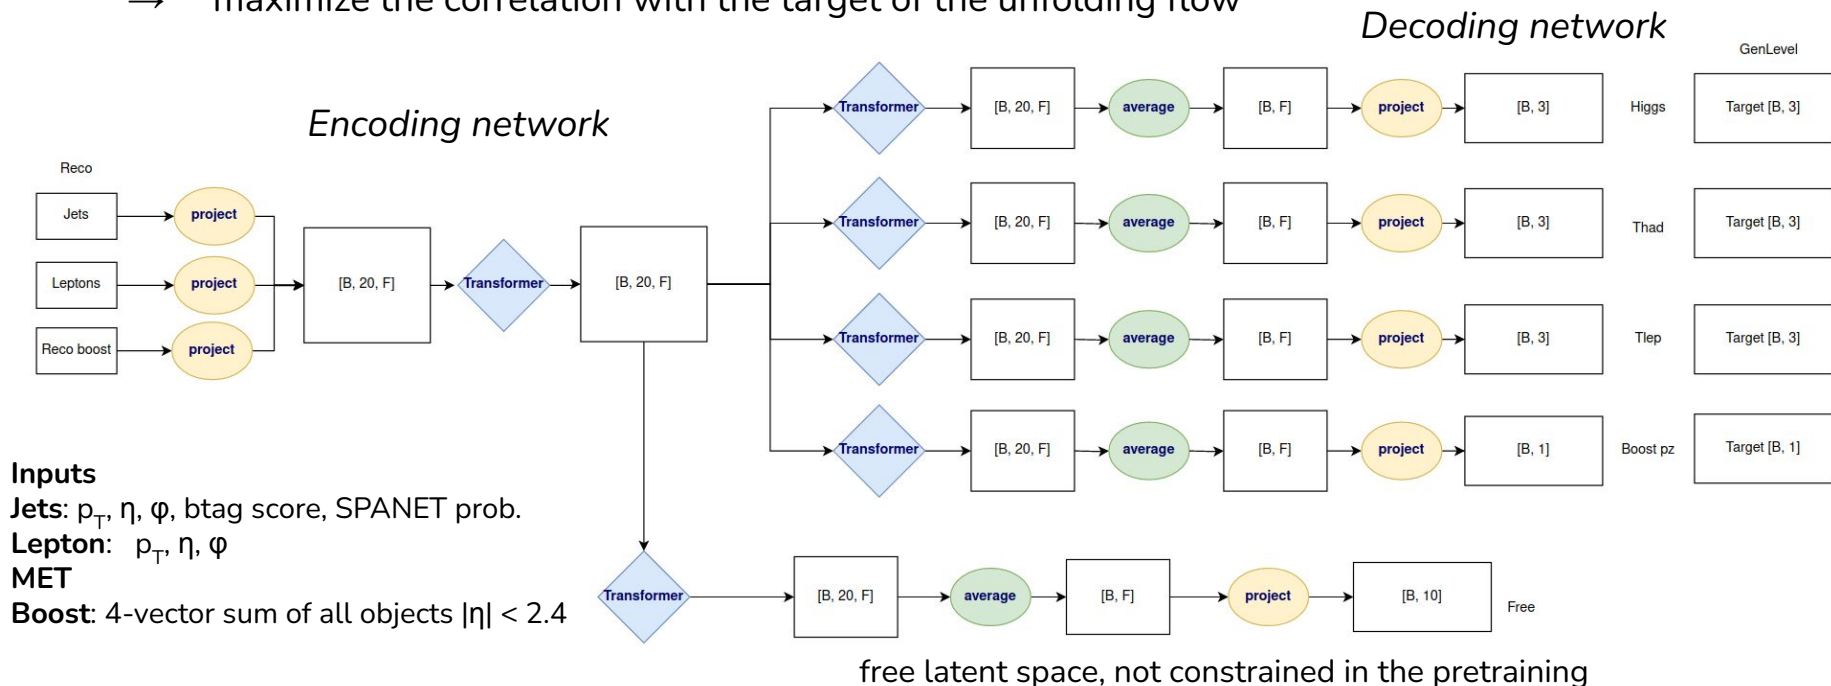 → maximize the correlation with the target of the unfolding flow
Decoding network
GenLevel
Encoding network
Transformer [B, 20, F] average [B, F] project [B, 3] Higgs Target [B, 3]
Reco
Jets project
Transformer [B, 20, F] average [B, F] project [B, 3] Thad Target [B, 3]
Leptons project [B, 20, F] Transformer [B, 20, F]
Transformer [B, 20, F] average [B, F] project [B, 3] Tlep Target [B, 3]
Reco boost project
Transformer [B, 20, F] average [B, F] project [B, 1] Boost pz Target [B, 1]
Inputs
Jets: pT, η, φ, btag score, SPANET prob.
Lepton: pT, η, φ
MET
Boost: 4-vector sum of all objects |η| < 2.4
Transformer [B, 20, F] average [B, F] project [B, 10] Free
free latent space, not constrained in the pretraining